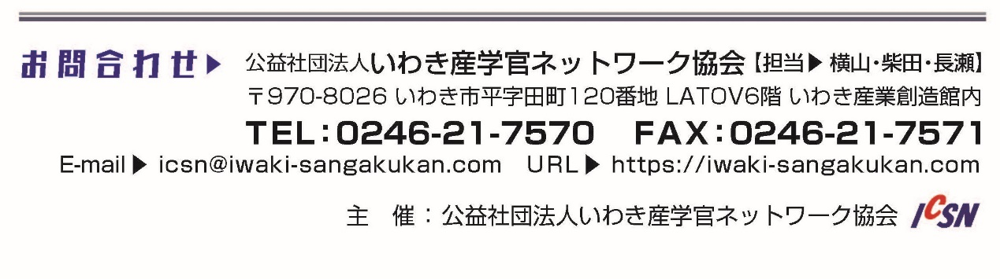 お問合わせ▶ 公益社団法人いわき産学官ネットワーク協会【担当▶ 横山・柴田・長瀬】
〒970-8026 いわき市平字田町120番地 LATOV6階 いわき産業創造館内
TEL：0246-21-7570 FAX：0246-21-7571
E-mail▶ icsn@iwaki-sangakukan.com URL▶ https://iwaki-sangakukan.com
主 催：公益社団法人いわき産学官ネットワーク協会 ICSN